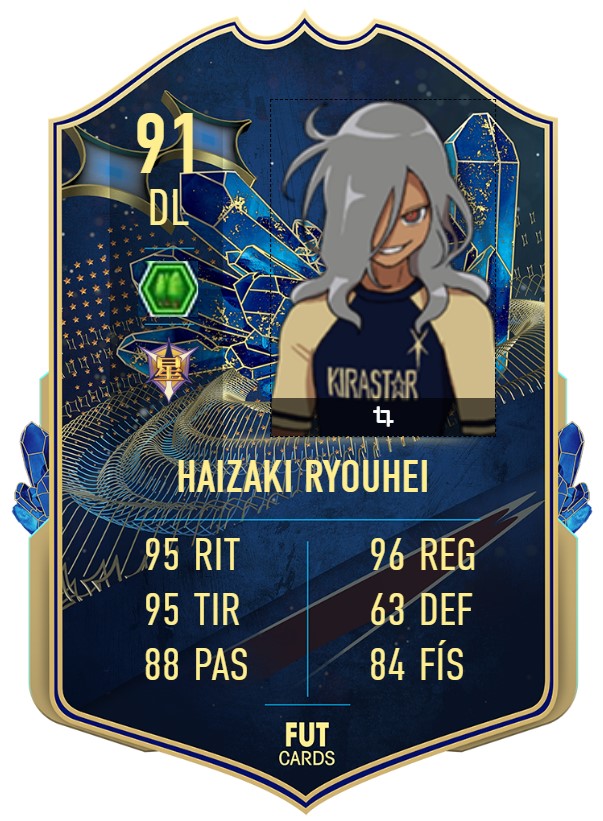 91
DL
星
KIRASTAR
HAIZAKI RYOUHEI
95 RIT
96 REG
95 TIR
63 DEF
88 PAS
84 FÍS
FUT
CARDS